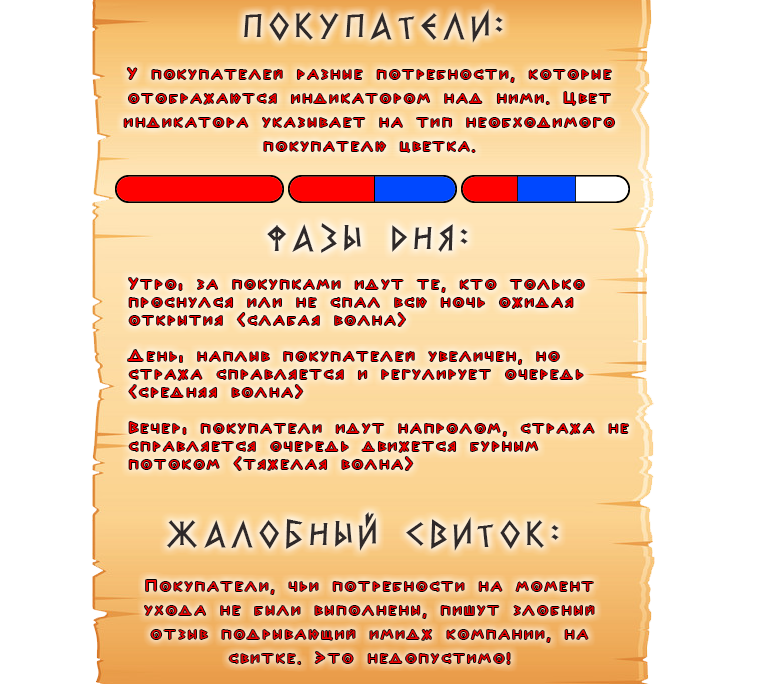 ПОКУПАТЕЛИ:
У ПОКУПАТЕЛЕЙ РАЗНЫЕ ПОТРЕБНОСТИ, КОТОРЫЕ
ОТОБРАЖАЮТСЯ ИНДИКАТОРОМ НАД НИМИ. ЦВЕТ
ИНДИКАТОРА УКАЗЫВАЕТ НА ТИП НЕОБХОДИМОГО
ПОКУПАТЕЛЮ ЦВЕТКА.
ФАЗЫ ДНЯ:
УТРО: ЗА ПОКУПКАМИ ИДУТ ТЕ, КТО ТОЛЬКО
ПРОСНУЛСЯ ИЛИ НЕ СПАЛ ВСЮ НОЧЬ ОЖИДАЯ
ОТКРЫТИЯ (СЛАБАЯ ВОЛНА)
ДЕНЬ: НАПЛЫВ ПОКУПАТЕЛЕЙ УВЕЛИЧЕН, НО
СТРАЖА СПРАВЛЯЕТСЯ И РЕГУЛИРУЕТ ОЧЕРЕДЬ
(СРЕДНЯЯ ВОЛНА)
ВЕЧЕР: ПОКУПАТЕЛИ ИДУТ НАПРОЛОМ, СТРАЖА НЕ
СПРАВЛЯЕТСЯ ОЧЕРЕДЬ ДВИЖЕТСЯ БУРНЫМ
ПОТОКОМ (ТЯЖЕЛАЯ ВОЛНА)
ЖАЛОБНЫЙ СВИТОК:
ПОКУПАТЕЛИ, ЧЬИ ПОТРЕБНОСТИ НА МОМЕНТ
УХОДА НЕ БЫЛИ ВЫПОЛНЕНЫ, ПИШУТ ЗЛОБНЫЙ
ОТЗЫВ ПОДРЫВАЮЩИЙ ИМИДЖ КОМПАНИИ, НА
СВИТКЕ. ЭТО НЕДОПУСТИМО!